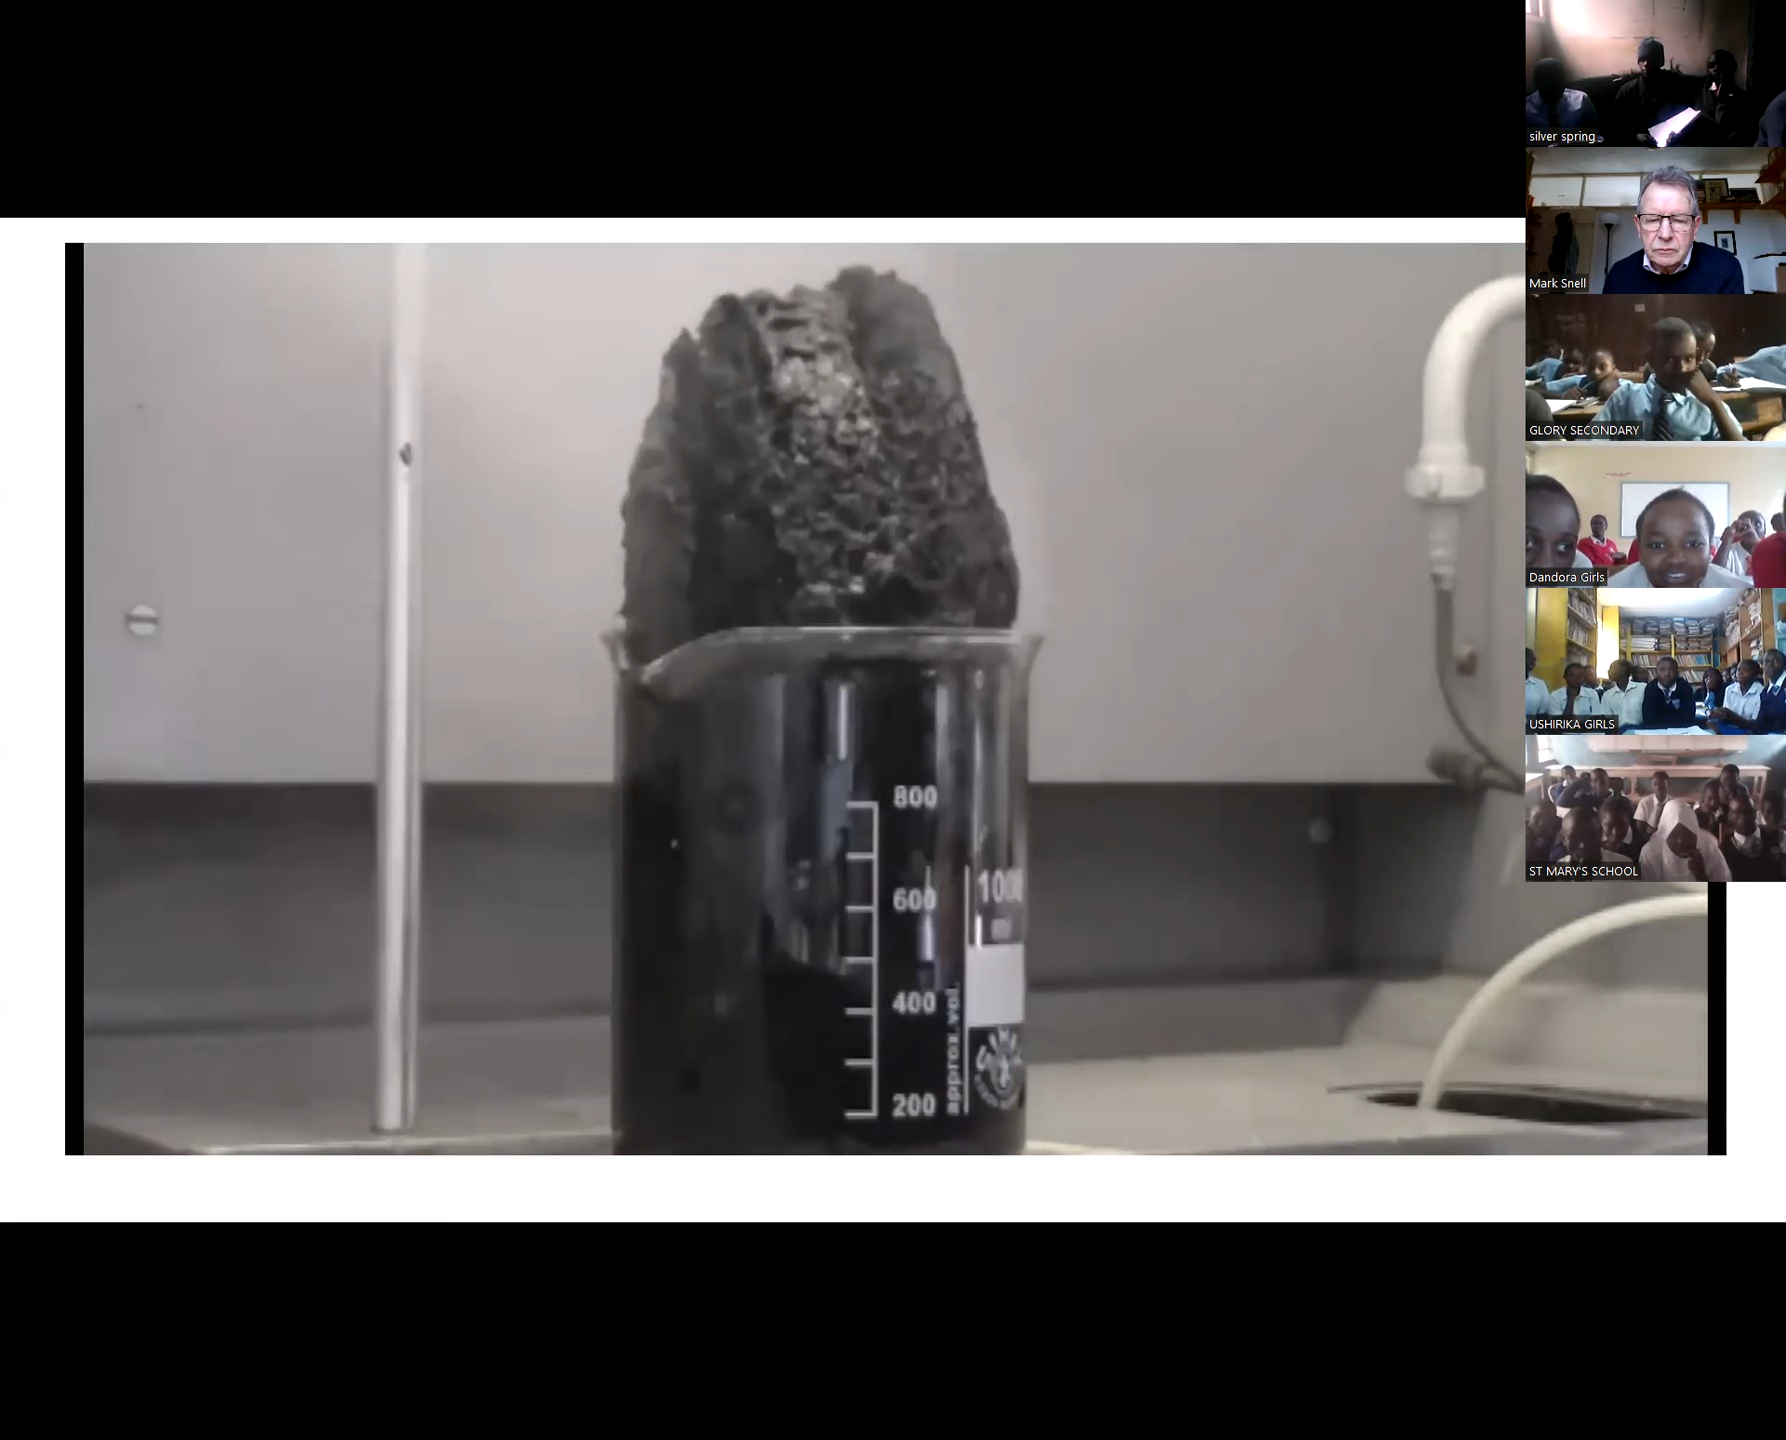 silver spring
Mark Snell
GLORY SECONDARY
Dandora Girls
USHIRIKA GIRLS
ST MARY'S SCHOOL
800
600
400
200
approx.vol.
1000